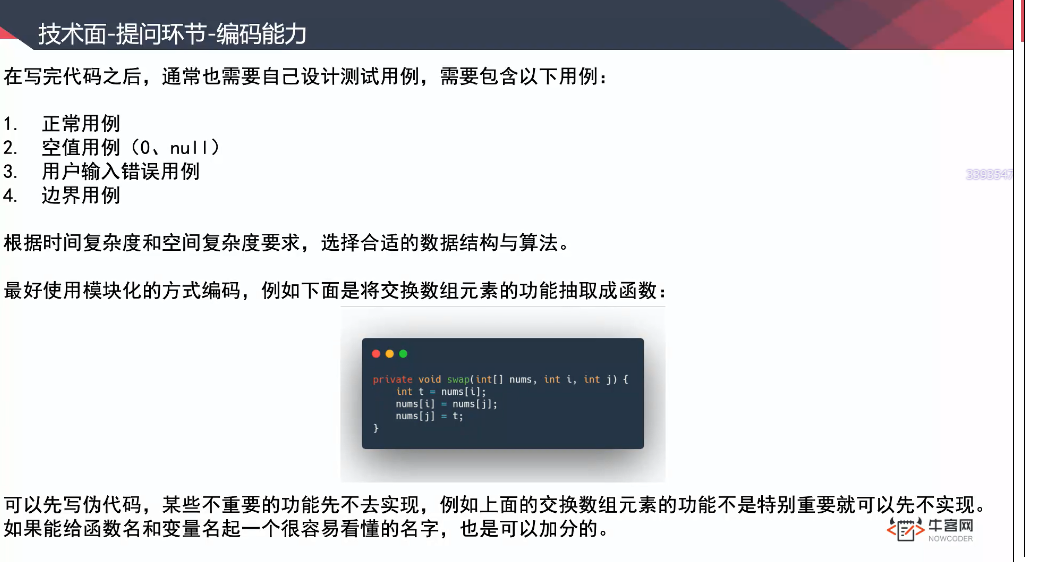 技术面-提问环节-编码能力
在写完代码之后，通常也需要自己设计测试用例，需要包含以下用例：
1. 正常用例
2. 空值用例（0、null）
3. 用户输入错误用例
4. 边界用例
根据时间复杂度和空间复杂度要求，选择合适的数据结构与算法。
最好使用模块化的方式编码，例如下面是将交换数组元素的功能抽取成函数：
private void swap(int[] nums, int i, int j) {
    int t = nums[i];
    nums[i] = nums[j];
    nums[j] = t;
}
可以先写伪代码，某些不重要的功能先不去实现，例如上面的交换数组元素的功能不是特别重要就可以先不实现。
如果能给函数名和变量名起一个很容易看懂的名字，也是可以加分的。
牛客网
NOWCODER